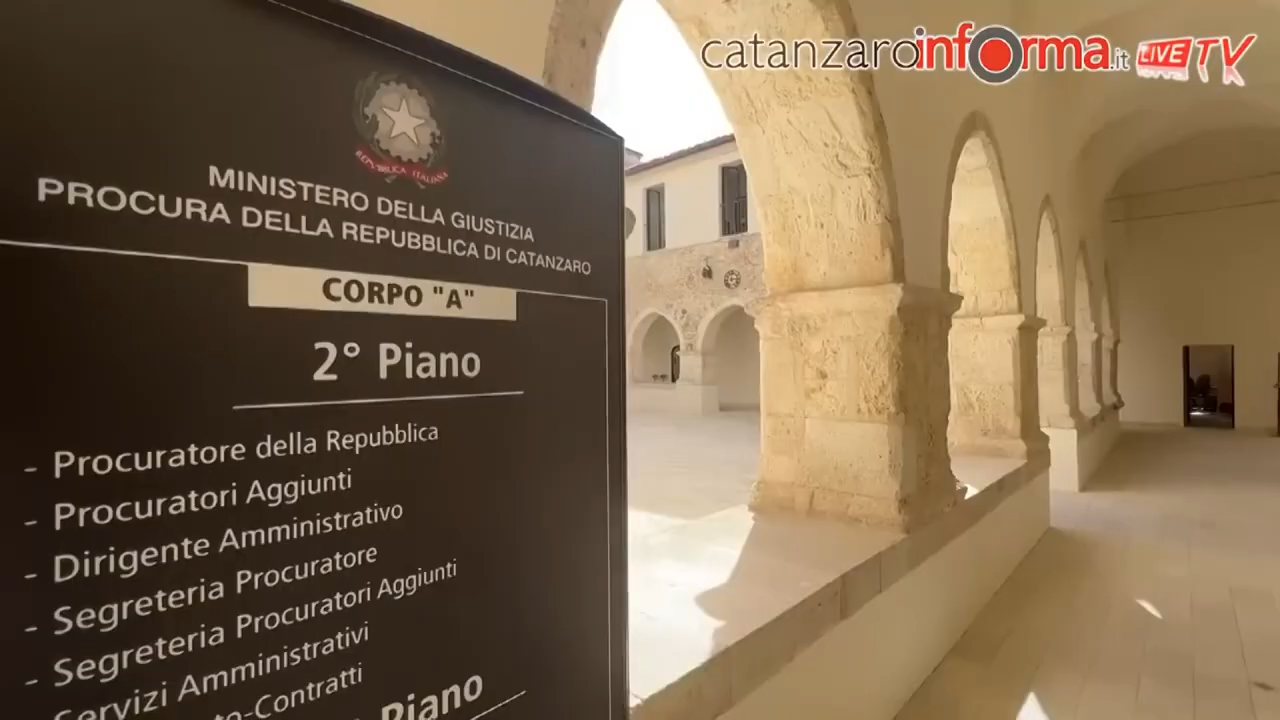 catanzaroinforma.it LIVE TV
REPVBBLICA ITALIANA
MINISTERO DELLA GIUSTIZIA
PROCURA DELLA REPUBBLICA DI CATANZARO
CORPO "A"
2° Piano
- Procuratore della Repubblica
- Procuratori Aggiunti
- Dirigente Amministrativo
- Segreteria Procuratore
- Segreteria Procuratori Aggiunti
Servizi Amministrativi
-Contratti
Piano